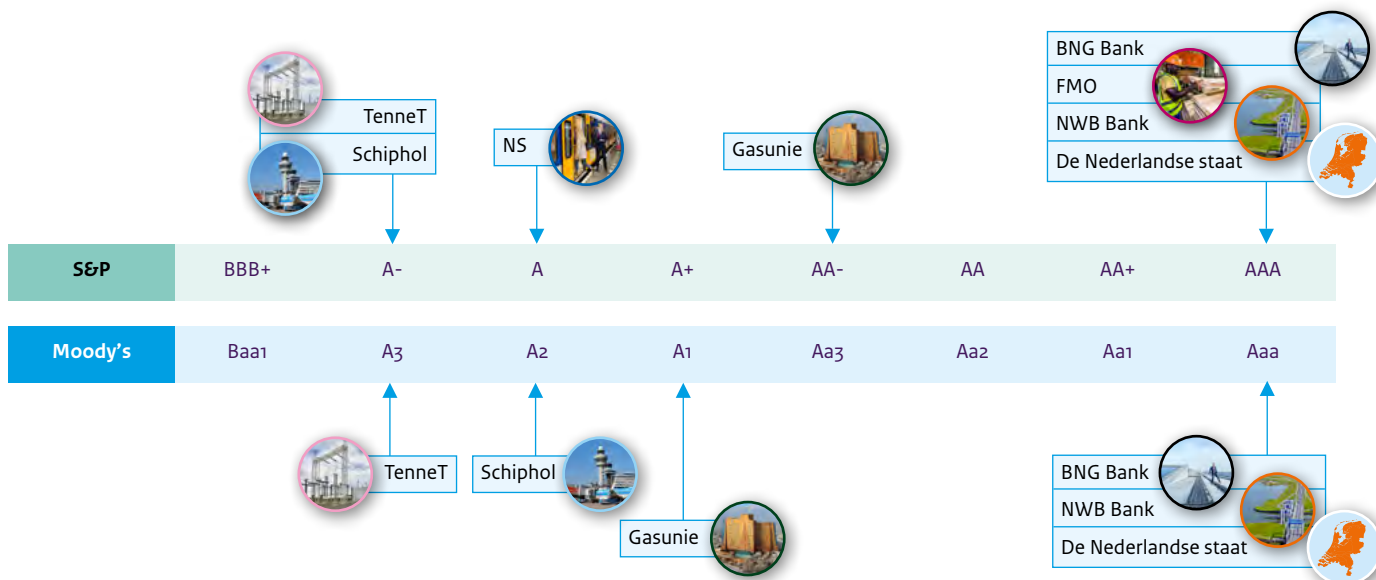 BNG Bank
FMO
NWB Bank
De Nederlandse staat
TenneT
Schiphol
NS
Gasunie
S&P BBB+ A- A A+ AA- AA AA+ AAA
Moody's Baa1 A3 A2 A1 Aa3 Aa2 Aa1 Aaa
TenneT
Schiphol
Gasunie
BNG Bank
NWB Bank
De Nederlandse staat